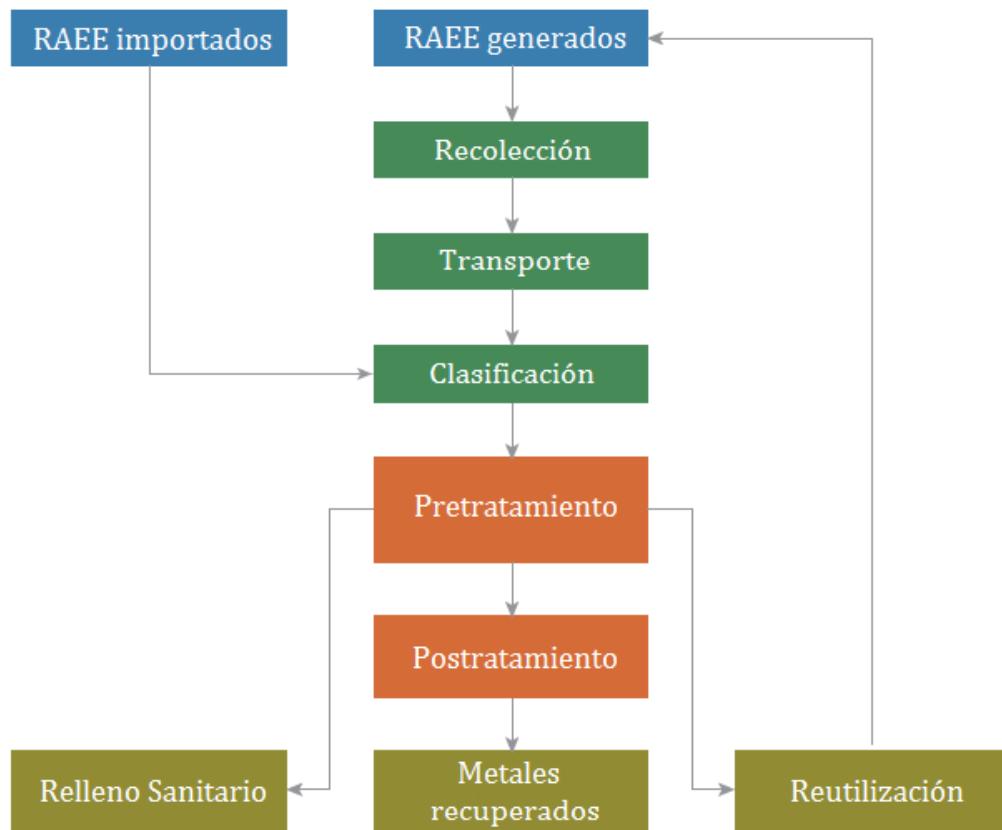 RAEE importados
RAEE generados
Recolección
Transporte
Clasificación
Pretratamiento
Postratamiento
Relleno Sanitario
Metales
recuperados
Reutilización